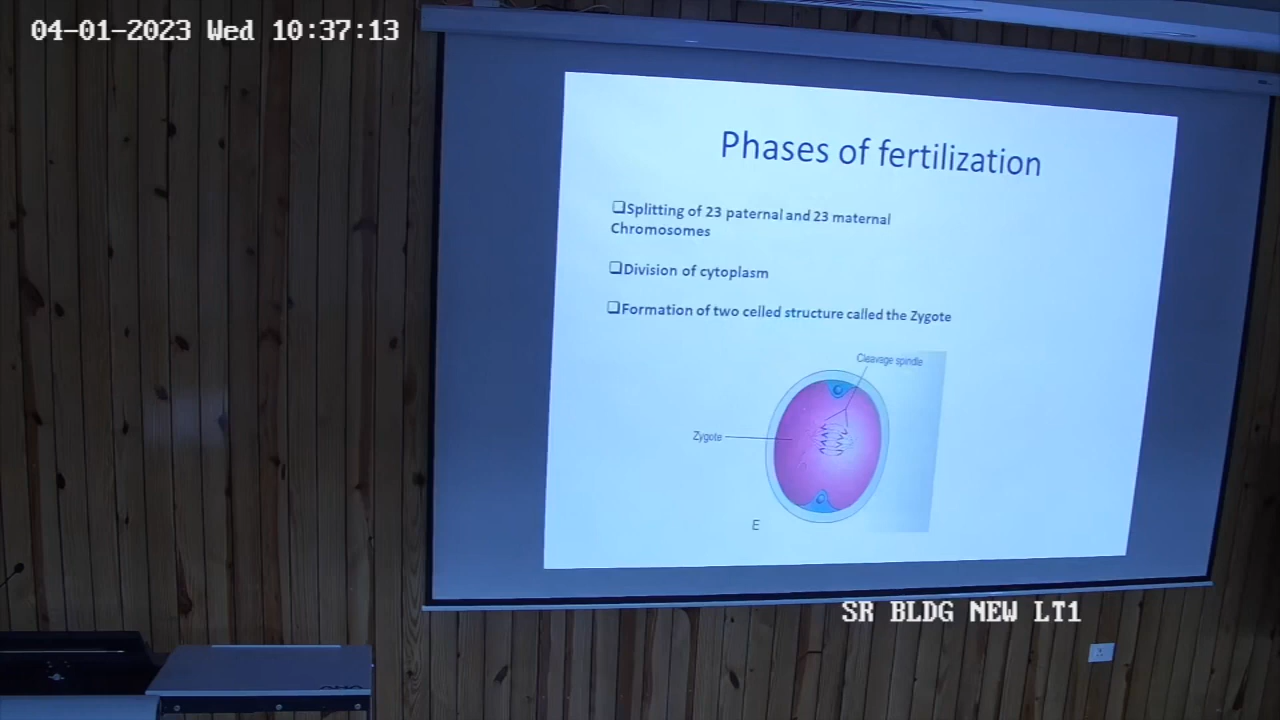 04-01-2023 Wed 10:37:13
Phases of fertilization
❑Splitting of 23 paternal and 23 maternal
Chromosomes
❑Division of cytoplasm
❑Formation of two celled structure called the Zygote
Cleavage spindle
Zygote
E
SR BLDG NEW LT1